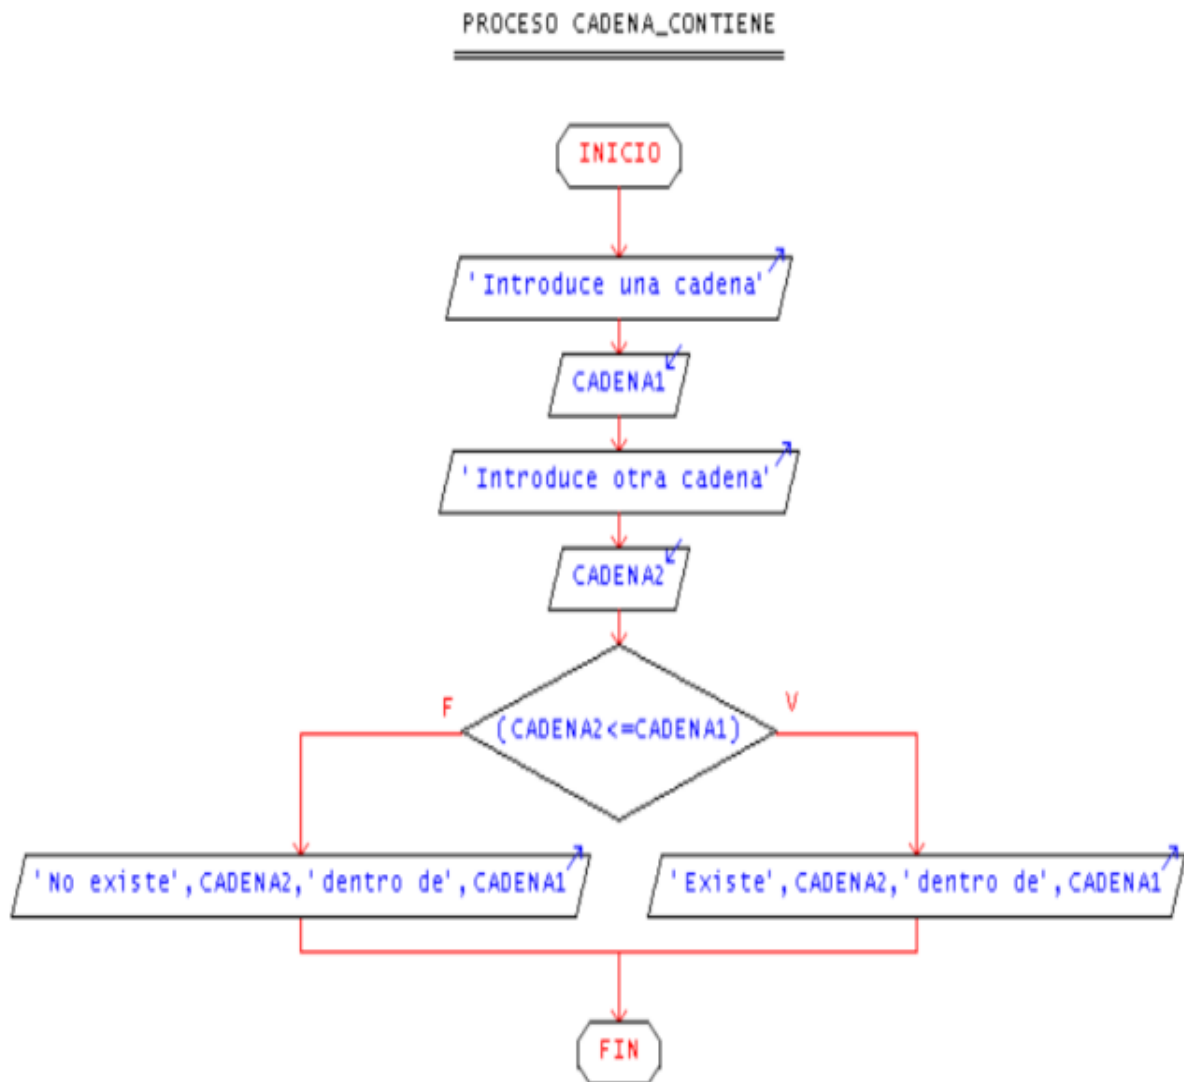 PROCESO CADENA_CONTIENE
INICIO
'Introduce una cadena'
CADENA1
'Introduce otra cadena'
CADENA2
F
V
(CADENA2<=CADENA1)
'No existe',CADENA2,'dentro de',CADENA1
'Existe',CADENA2,'dentro de',CADENA1
FIN